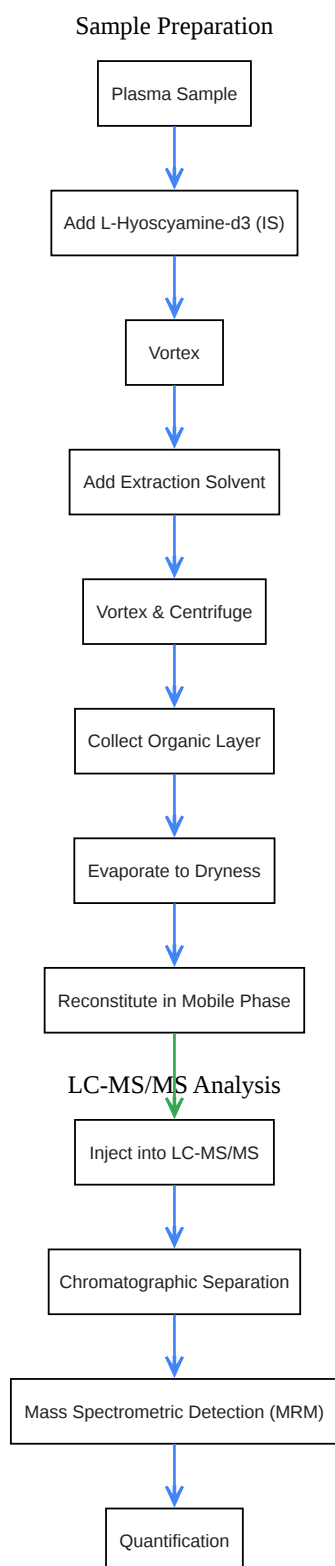 Sample Preparation
Plasma Sample
Add L-Hyoscyamine-d3 (IS)
Vortex
Add Extraction Solvent
Vortex & Centrifuge
Collect Organic Layer
Evaporate to Dryness
Reconstitute in Mobile Phase
LC-MS/MS Analysis
Inject into LC-MS/MS
Chromatographic Separation
Mass Spectrometric Detection (MRM)
Quantification